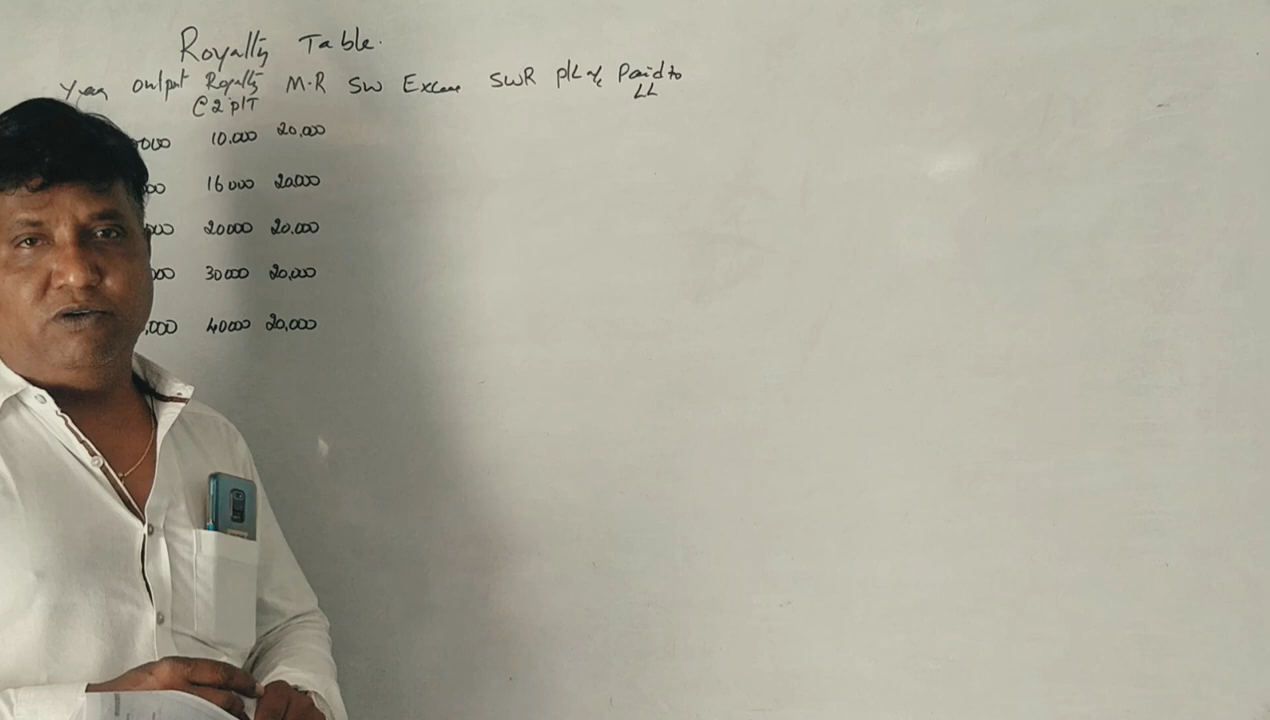 Royalty Table.
Year output Royalty M.R SW Excess SWR P/L a/c Paid to
@ 2 P/T LL
10.000 20,000
16000 20000
20000 20.000
30000 20,000
,000 40000 20,000